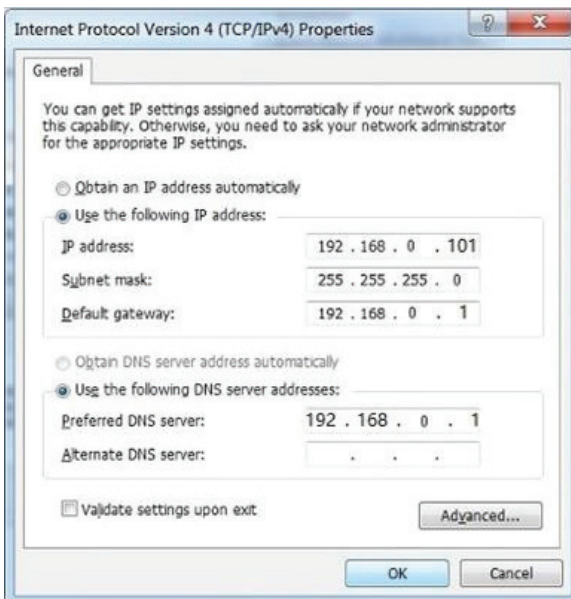 Internet Protocol Version 4 (TCP/IPv4) Properties
General
You can get IP settings assigned automatically if your network supports
this capability. Otherwise, you need to ask your network administrator
for the appropriate IP settings.
Obtain an IP address automatically
Use the following IP address:
IP address: 192 . 168 . 0 . 101
Subnet mask: 255 . 255 . 255 . 0
Default gateway: 192 . 168 . 0 . 1
Obtain DNS server address automatically
Use the following DNS server addresses:
Preferred DNS server: 192 . 168 . 0 . 1
Alternate DNS server: . . .
Validate settings upon exit
Advanced...
OK Cancel